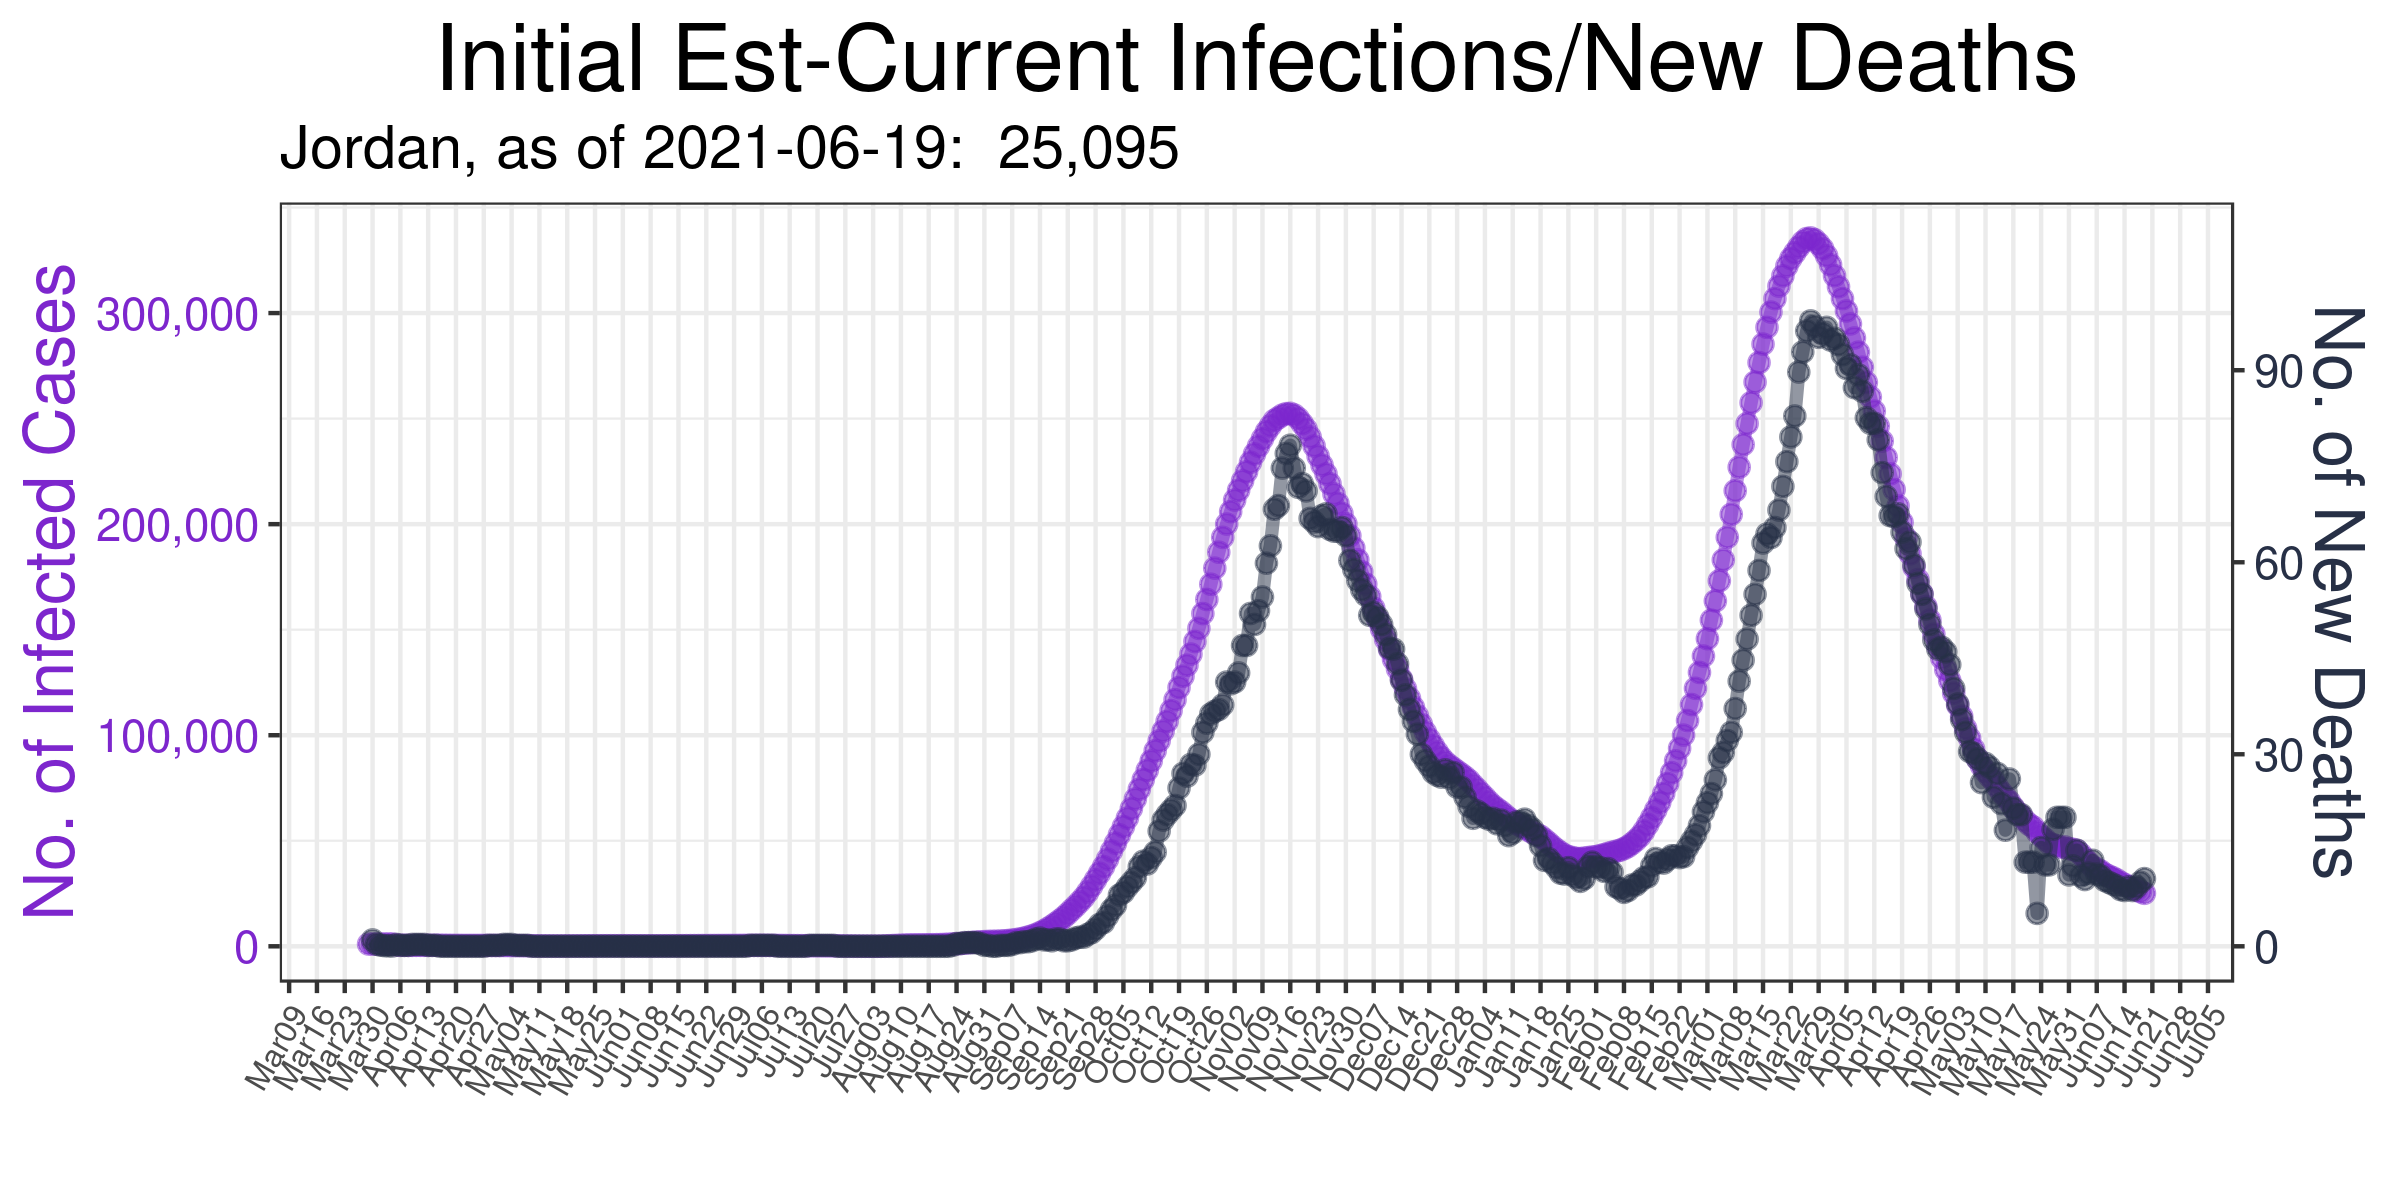 Initial Est-Current Infections/New Deaths
Jordan, as of 2021-06-19:  25,095
No. of Infected Cases
300,000
200,000
100,000
0
No. of New Deaths
90
60
30
0
Mar09
Mar16
Mar23
Mar30
Apr06
Apr13
Apr20
Apr27
May04
May11
May18
May25
Jun01
Jun08
Jun15
Jun22
Jun29
Jul06
Jul13
Jul20
Jul27
Aug03
Aug10
Aug17
Aug24
Aug31
Sep07
Sep14
Sep21
Sep28
Oct05
Oct12
Oct19
Oct26
Nov02
Nov09
Nov16
Nov23
Nov30
Dec07
Dec14
Dec21
Dec28
Jan04
Jan11
Jan18
Jan25
Feb01
Feb08
Feb15
Feb22
Mar01
Mar08
Mar15
Mar22
Mar29
Apr05
Apr12
Apr19
Apr26
May03
May10
May17
May24
May31
Jun07
Jun14
Jun21
Jun28
Jul05